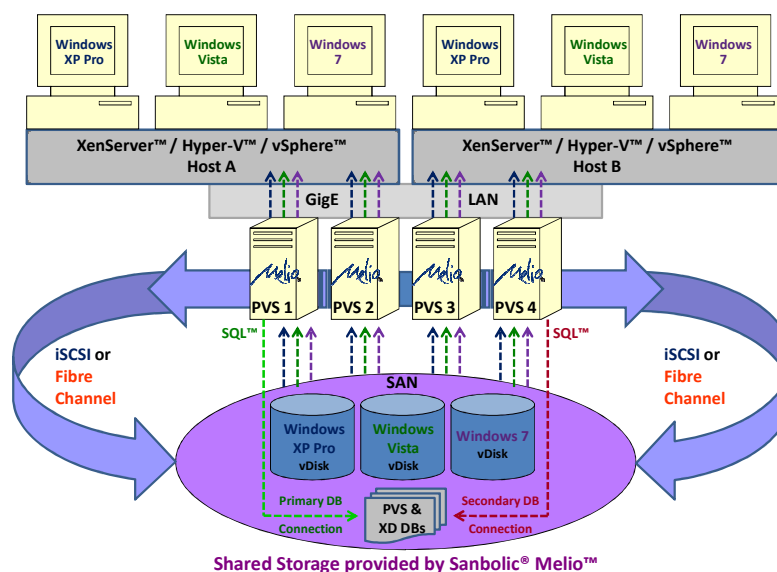 Windows
XP Pro
Windows
Vista
Windows
7
Windows
XP Pro
Windows
Vista
Windows
7
XenServer™ / Hyper-V™ / vSphere™
Host A
XenServer™ / Hyper-V™ / vSphere™
Host B
GigE
LAN
Melio
PVS 1
Melio
PVS 2
Melio
PVS 3
Melio
PVS 4
SQL™
SQL™
iSCSI or
Fibre
Channel
iSCSI or
Fibre
Channel
SAN
Windows
XP Pro
vDisk
Windows
Vista
vDisk
Windows 7
vDisk
Primary DB
Connection
PVS &
XD DBs
Secondary DB
Connection
Shared Storage provided by Sanbolic® Melio™